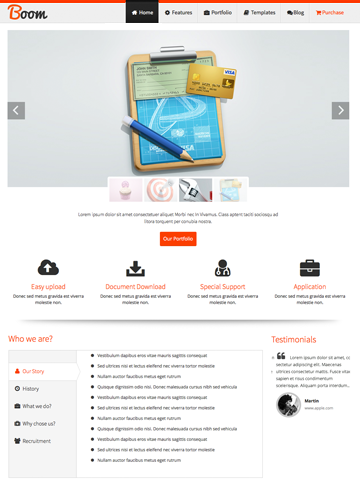 Boom
Home
Features
Portfolio
Templates
Blog
Purchase
VISA
Lorem ipsum dolor sit amet consectetuer aliquet Morbi nec In Vivamus. Class aptent taciti sociosqu ad
litora torquent per conubia nostra.
Our Portfolio
Easy upload
Donec sed metus gravida est viverra
molestie non.
Document Download
Donec sed metus gravida est viverra
molestie non.
Special Support
Donec sed metus gravida est viverra
molestie non.
Application
Donec sed metus gravida est viverra
molestie non.
Who we are?
Our Story
History
What we do?
Why chose us?
Recruitment
Vestibulum dapibus eros vitae mauris sagittis consequat
Sed ultrices nisi et lectus eleifend nec viverra tortor molestie
Nullam auctor faucibus metus eget rutrum
Quisque dignissim odio nisi. Donec malesuada cursus nibh sed vehicula
Vestibulum dapibus eros vitae mauris sagittis consequat
Sed ultrices nisi et lectus eleifend nec viverra tortor molestie
Nullam auctor faucibus metus eget rutrum
Quisque dignissim odio nisi. Donec malesuada cursus nibh sed vehicula
Vestibulum dapibus eros vitae mauris sagittis consequat
Sed ultrices nisi et lectus eleifend nec viverra tortor molestie
Nullam auctor faucibus metus eget rutrum
Testimonials
Lorem ipsum dolor sit amet, con
sectetur adipiscing elit. Maecenas
ultrices consectetur mattis. Fusce vitae
sapien et risus condimentum
scelerisque. Aliquam porta imperdiet
Martin
www.apple.com